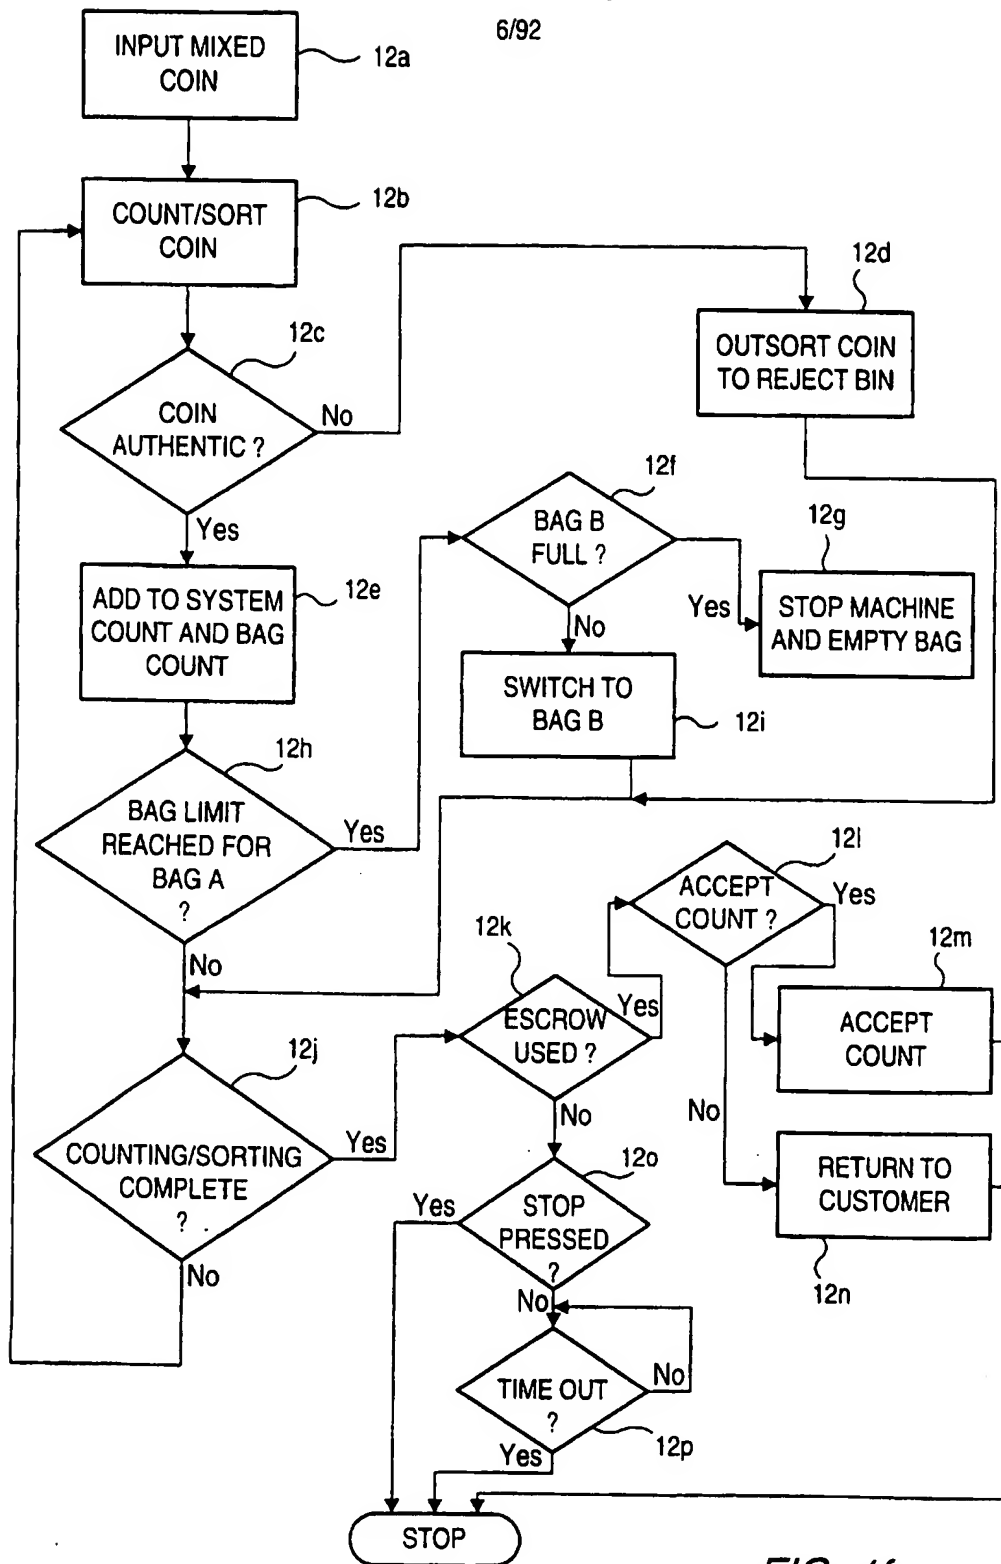 6/92
INPUT MIXED
COIN
12a
COUNT/SORT
COIN
12b
12c
COIN
AUTHENTIC ?
No
Yes
12d
OUTSORT COIN
TO REJECT BIN
ADD TO SYSTEM
COUNT AND BAG
COUNT
12e
12f
BAG B
FULL ?
Yes
No
12g
STOP MACHINE
AND EMPTY BAG
SWITCH TO
BAG B
12i
12h
BAG LIMIT
REACHED FOR
BAG A
?
Yes
No
12l
ACCEPT
COUNT ?
Yes
No
12k
ESCROW
USED ?
Yes
No
12m
ACCEPT
COUNT
12j
COUNTING/SORTING
COMPLETE
?
Yes
No
RETURN TO
CUSTOMER
12n
12o
STOP
PRESSED
?
Yes
No
TIME OUT
?
No
Yes
12p
STOP